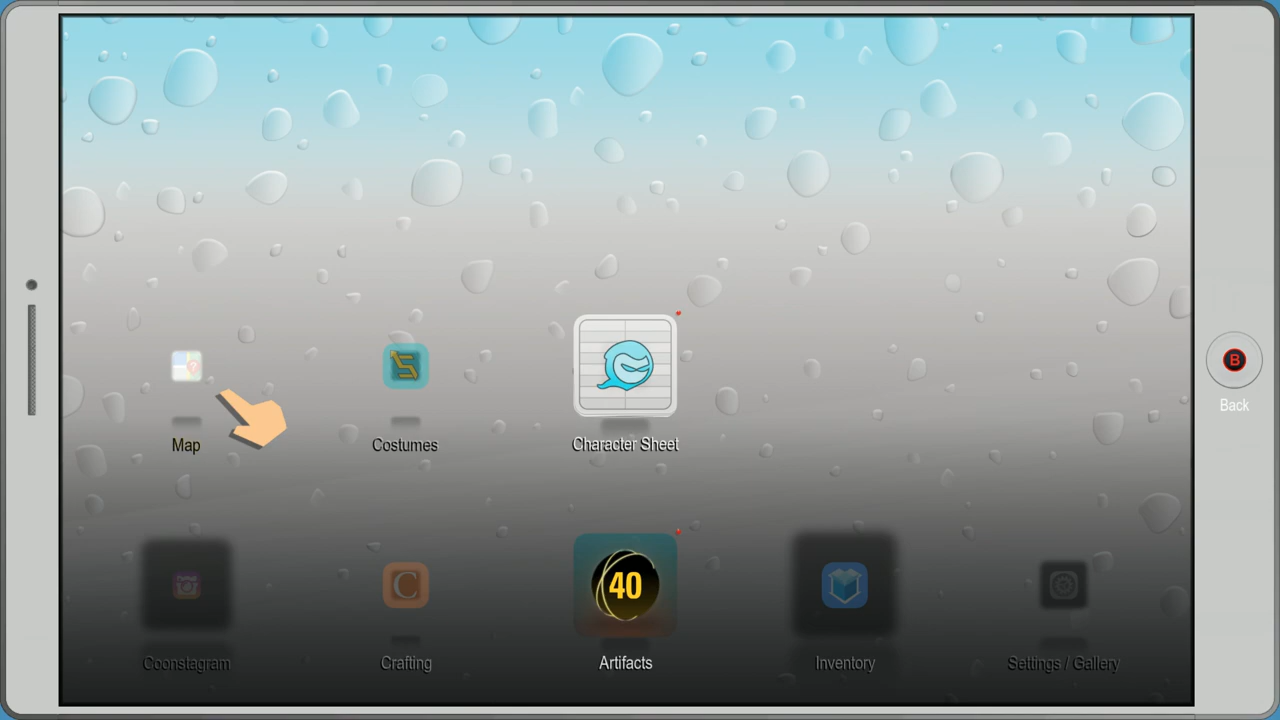 B
Back
Map
Costumes
Character Sheet
C
40
Coonstagram
Crafting
Artifacts
Inventory
Settings / Gallery